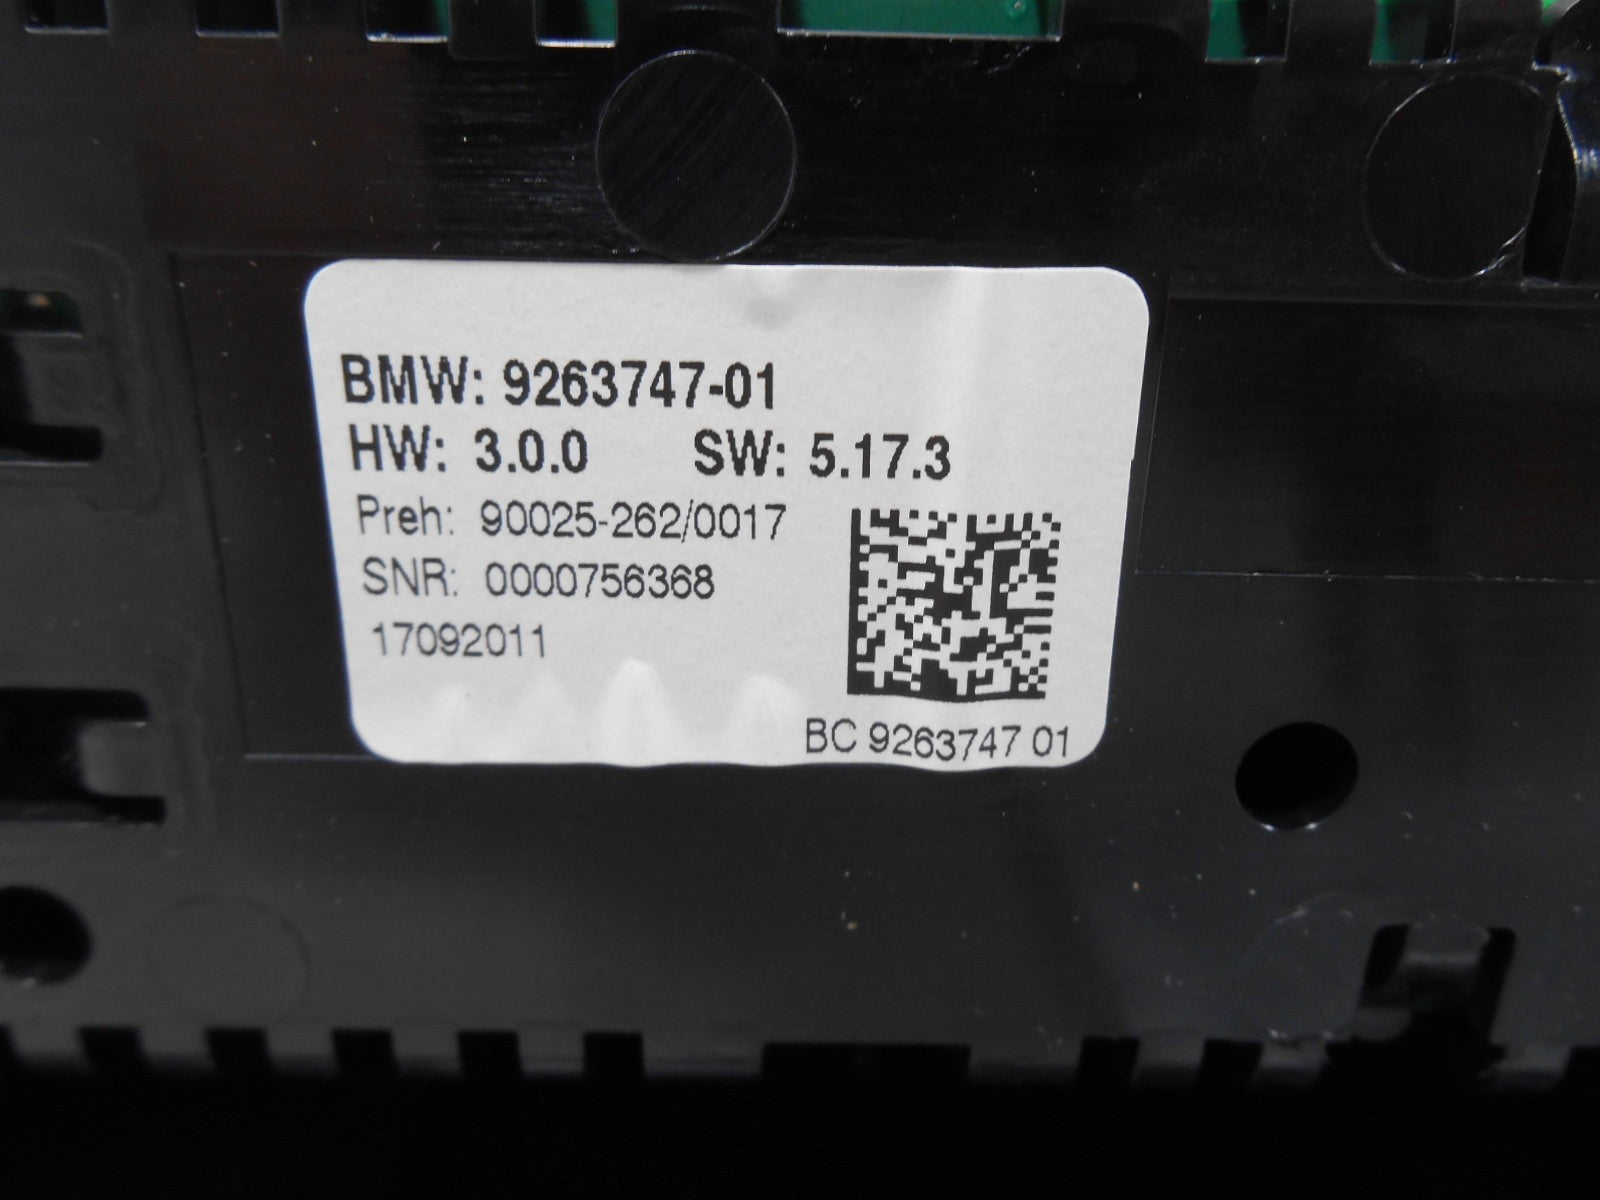 BMW: 9263747-01
HW: 3.0.0 SW: 5.17.3
Preh: 90025-262/0017
SNR: 0000756368
17092011
BC 9263747 01